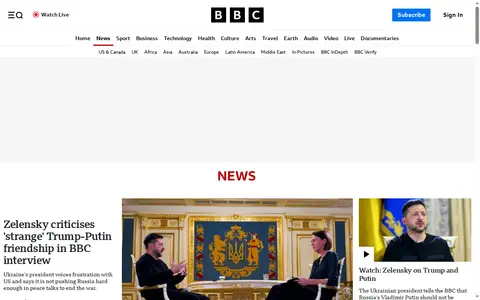 Watch Live
BBC
Subscribe
Sign In
Home News Sport Business Technology Health Culture Arts Travel Earth Audio Video Live Documentaries
US & Canada UK Africa Asia Australia Europe Latin America Middle East In Pictures BBC InDepth BBC Verify
NEWS
Zelensky criticises
'strange' Trump-Putin
friendship in BBC
interview
Ukraine's president voices frustration with
US and says it is not pushing Russia hard
enough in peace talks to end the war.
Watch: Zelensky on Trump and
Putin
The Ukrainian president tells the BBC that
Russia's Vladimir Putin should not be